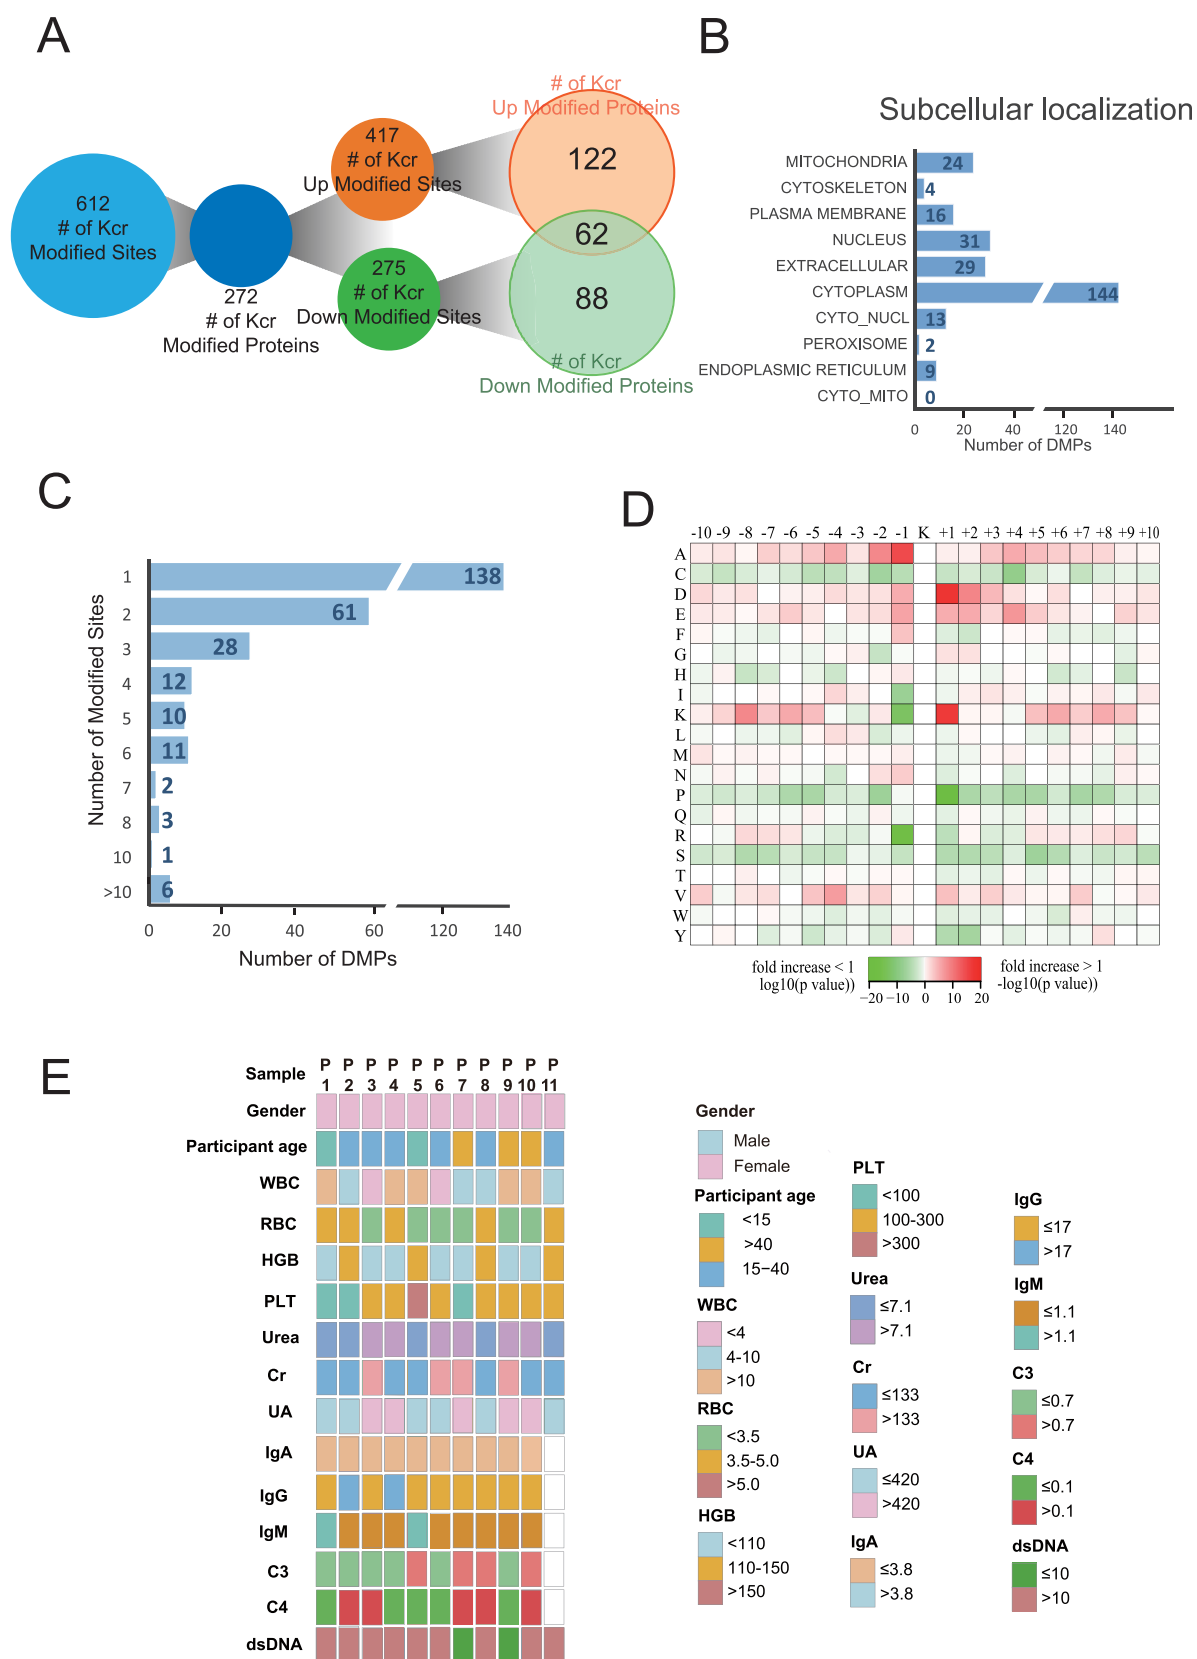 A
612
# of Kcr
Modified Sites
272
# of Kcr
Modified Proteins
417
# of Kcr
Up Modified Sites
275
# of Kcr
Down Modified Sites
# of Kcr
Up Modified Proteins
122
62
88
# of Kcr
Down Modified Proteins
B
Subcellular localization
MITOCHONDRIA 24
CYTOSKELETON 4
PLASMA MEMBRANE 16
NUCLEUS 31
EXTRACELLULAR 29
CYTOPLASM 144
CYTO_NUCL 13
PEROXISOME 2
ENDOPLASMIC RETICULUM 9
CYTO_MITO 0
0 20 40 120 140
Number of DMPs
C
Number of Modified Sites
1 138
2 61
3 28
4 12
5 10
6 11
7 2
8 3
10 1
>10 6
0 20 40 60 120 140
Number of DMPs
D
-10 -9 -8 -7 -6 -5 -4 -3 -2 -1 K +1 +2 +3 +4 +5 +6 +7 +8 +9 +10
A
C
D
E
F
G
H
I
K
L
M
N
P
Q
R
S
T
V
W
Y
fold increase < 1
log10(p value))
−20 −10 0 10 20
fold increase > 1
-log10(p value))
E
Sample
P P P P P P P P P P P
1 2 3 4 5 6 7 8 9 10 11
Gender
Participant age
WBC
RBC
HGB
PLT
Urea
Cr
UA
IgA
IgG
IgM
C3
C4
dsDNA
Gender
Male
Female
Participant age
<15
>40
15−40
WBC
<4
4-10
>10
RBC
<3.5
3.5-5.0
>5.0
HGB
<110
110-150
>150
PLT
<100
100-300
>300
Urea
≤7.1
>7.1
Cr
≤133
>133
UA
≤420
>420
IgA
≤3.8
>3.8
IgG
≤17
>17
IgM
≤1.1
>1.1
C3
≤0.7
>0.7
C4
≤0.1
>0.1
dsDNA
≤10
>10